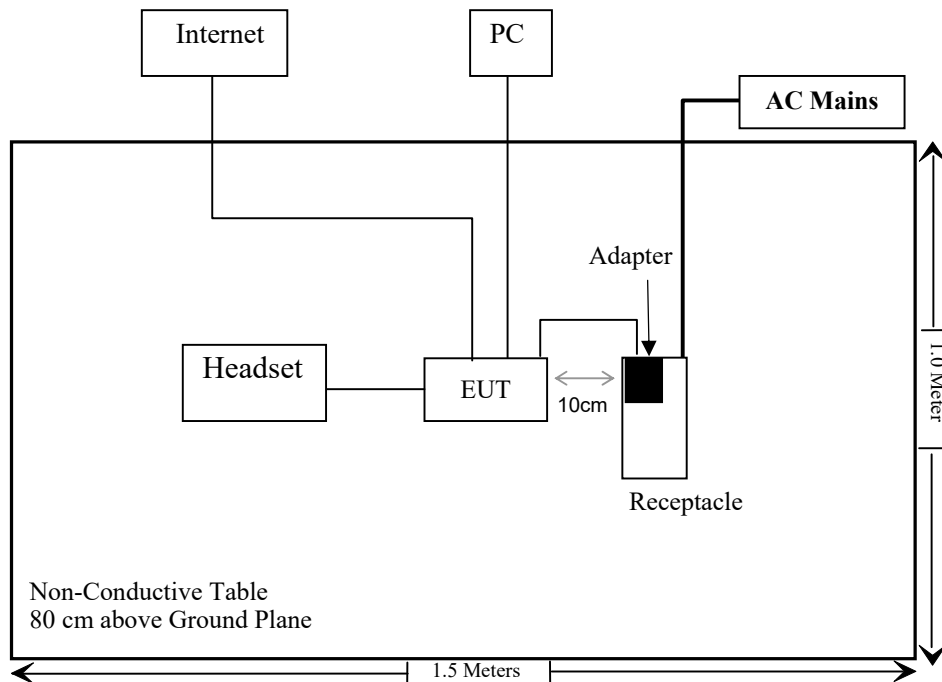 Internet
PC
AC Mains
Adapter
Headset
EUT
10cm
1.0 Meter
Receptacle
Non-Conductive Table
80 cm above Ground Plane
1.5 Meters